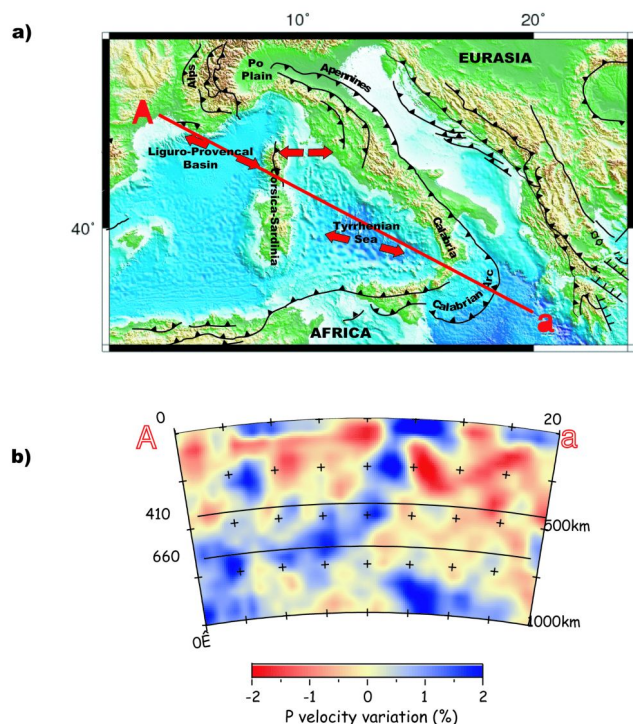 a)
10°
20°
EURASIA
Po
Plain
Alps
Apennines
A
Liguro-Provencal
Basin
Corsica-Sardinia
40°
Tyrrhenian
Sea
Calabria
Calabrian Arc
a
AFRICA
b)
0
20
A
a
410
500km
660
1000km
0Ê
-2 -1 0 1 2
P velocity variation (%)